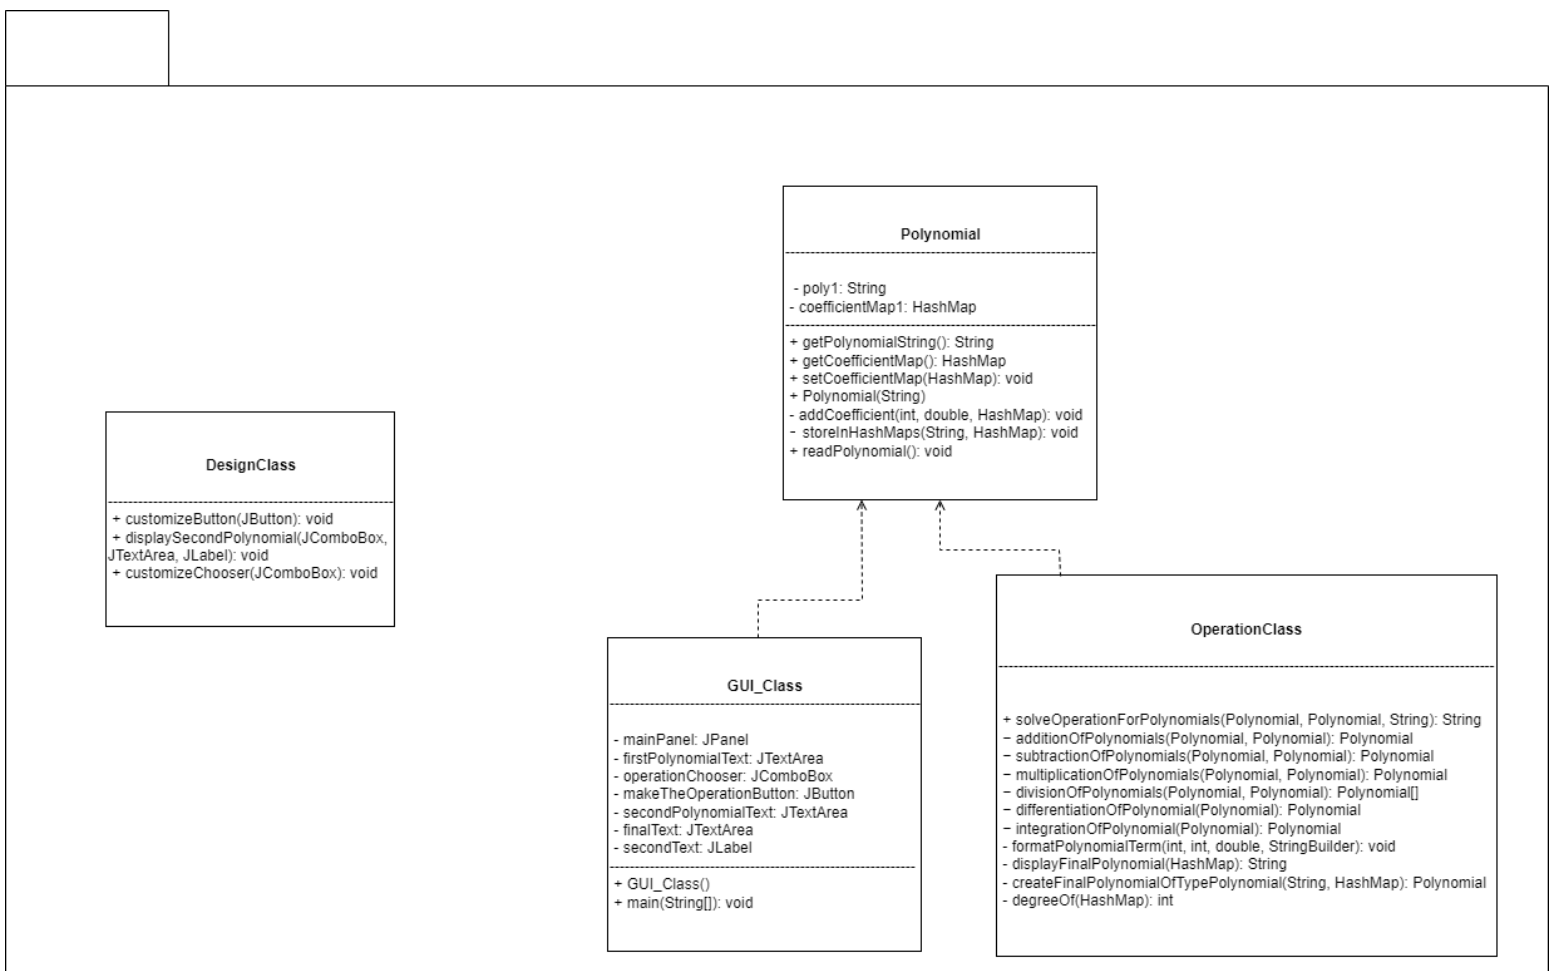 Polynomial
- poly1: String
- coefficientMap1: HashMap
+ getPolynomialString(): String
+ getCoefficientMap(): HashMap
+ setCoefficientMap(HashMap): void
+ Polynomial(String)
- addCoefficient(int, double, HashMap): void
- storeInHashMaps(String, HashMap): void
+ readPolynomial(): void
DesignClass
+ customizeButton(JButton): void
+ displaySecondPolynomial(JComboBox,
JTextArea, JLabel): void
+ customizeChooser(JComboBox): void
GUI_Class
- mainPanel: JPanel
- firstPolynomialText: JTextArea
- operationChooser: JComboBox
- makeTheOperationButton: JButton
- secondPolynomialText: JTextArea
- finalText: JTextArea
- secondText: JLabel
+ GUI_Class()
+ main(String[]): void
OperationClass
+ solveOperationForPolynomials(Polynomial, Polynomial, String): String
− additionOfPolynomials(Polynomial, Polynomial): Polynomial
− subtractionOfPolynomials(Polynomial, Polynomial): Polynomial
− multiplicationOfPolynomials(Polynomial, Polynomial): Polynomial
− divisionOfPolynomials(Polynomial, Polynomial): Polynomial[]
− differentiationOfPolynomial(Polynomial): Polynomial
− integrationOfPolynomial(Polynomial): Polynomial
- formatPolynomialTerm(int, int, double, StringBuilder): void
- displayFinalPolynomial(HashMap): String
- createFinalPolynomialOfTypePolynomial(String, HashMap): Polynomial
- degreeOf(HashMap): int